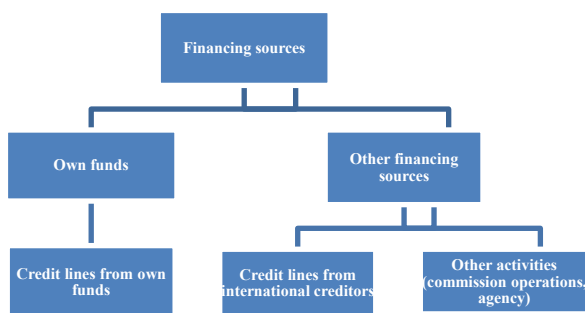 Financing sources
Own funds
Other financing
sources
Credit lines from own
funds
Credit lines from
international creditors
Other activities
(commission operations,
agency)